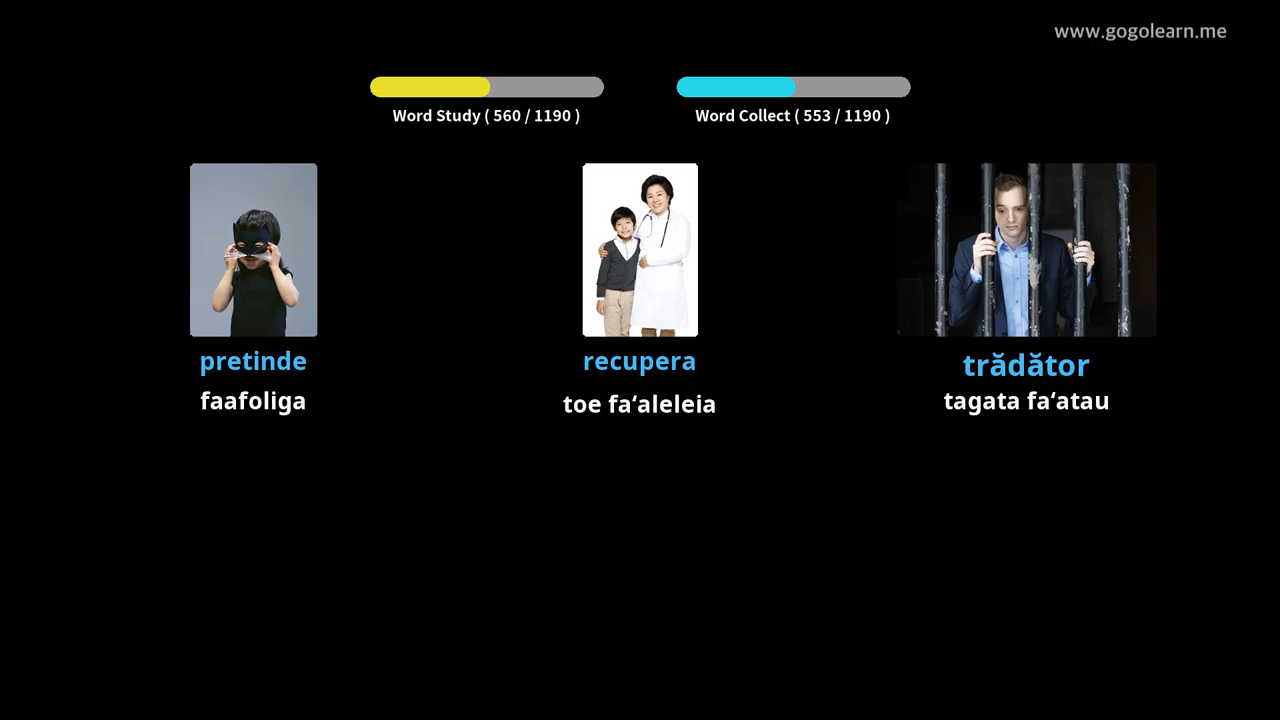 www.gogolearn.me
Word Study ( 560 / 1190 )
Word Collect ( 553 / 1190 )
pretinde
recupera
trădător
faafoliga
toe fa‘aleleia
tagata fa‘atau